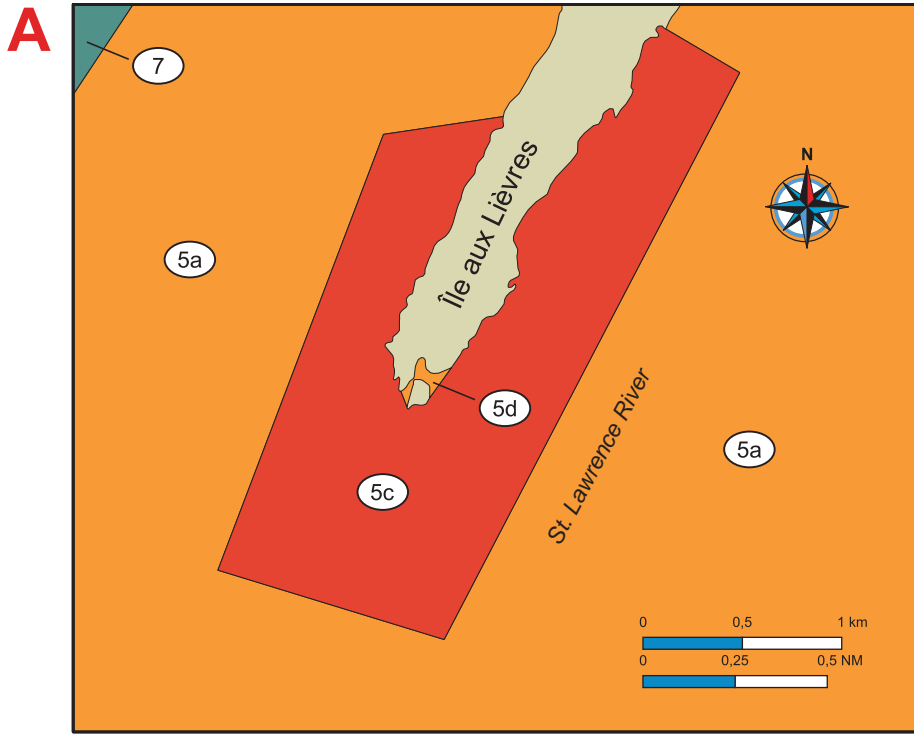 A
7
N
Île aux Lièvres
5a
5d
St. Lawrence River
5a
5c
0 0,5 1 km
0 0,25 0,5 NM